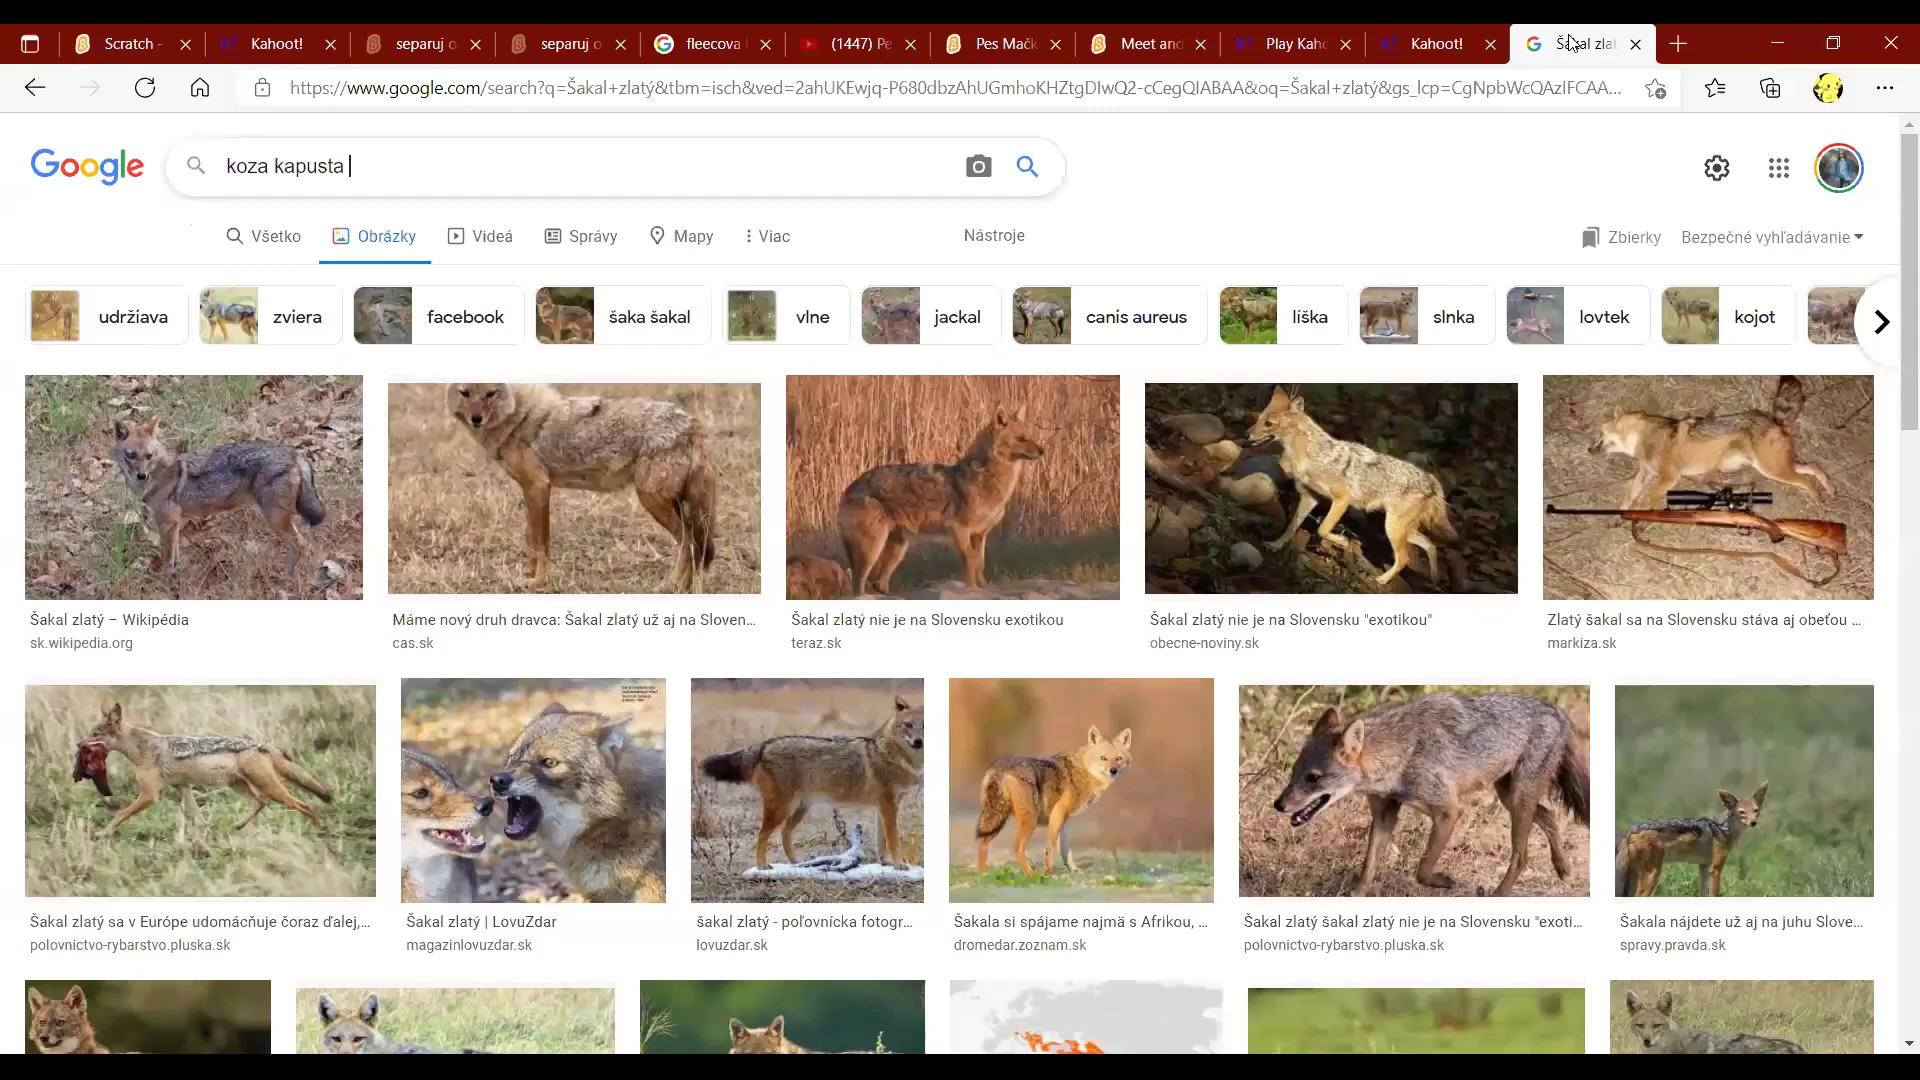 Scratch -
Kahoot!
separuj o
separuj o
fleecova
(1447) Pe
Pes Mačk
Meet and
Play Kaho
Kahoot!
https://www.google.com/search?q=Šakal+zlatý&tbm=isch&ved=2ahUKEwjq-P680dbzAhUGmhoKHZtgDIwQ2-cCegQIABAA&oq=Šakal+zlatý&gs_lcp=CgNpbWcQAzIFCAA...
Google
koza kapusta
Všetko
Obrázky
Videá
Správy
Mapy
Viac
Nástroje
Zbierky
Bezpečné vyhľadávanie
udržiava
zviera
facebook
šaka šakal
vlne
jackal
canis aureus
líška
slnka
lovtek
kojot
Šakal zlatý – Wikipédia
sk.wikipedia.org
Máme nový druh dravca: Šakal zlatý už aj na Sloven...
cas.sk
Šakal zlatý nie je na Slovensku exotikou
teraz.sk
Šakal zlatý nie je na Slovensku "exotikou"
obecne-noviny.sk
Zlatý šakal sa na Slovensku stáva aj obeťou ...
markiza.sk
Šakal zlatý sa v Európe udomácňuje čoraz ďalej,...
polovnictvo-rybarstvo.pluska.sk
Šakal zlatý | LovuZdar
magazinlovuzdar.sk
šakal zlatý - poľovnícka fotogr...
lovuzdar.sk
Šakala si spájame najmä s Afrikou, ...
dromedar.zoznam.sk
Šakal zlatý šakal zlatý nie je na Slovensku "exoti...
polovnictvo-rybarstvo.pluska.sk
Šakala nájdete už aj na juhu Slove...
spravy.pravda.sk